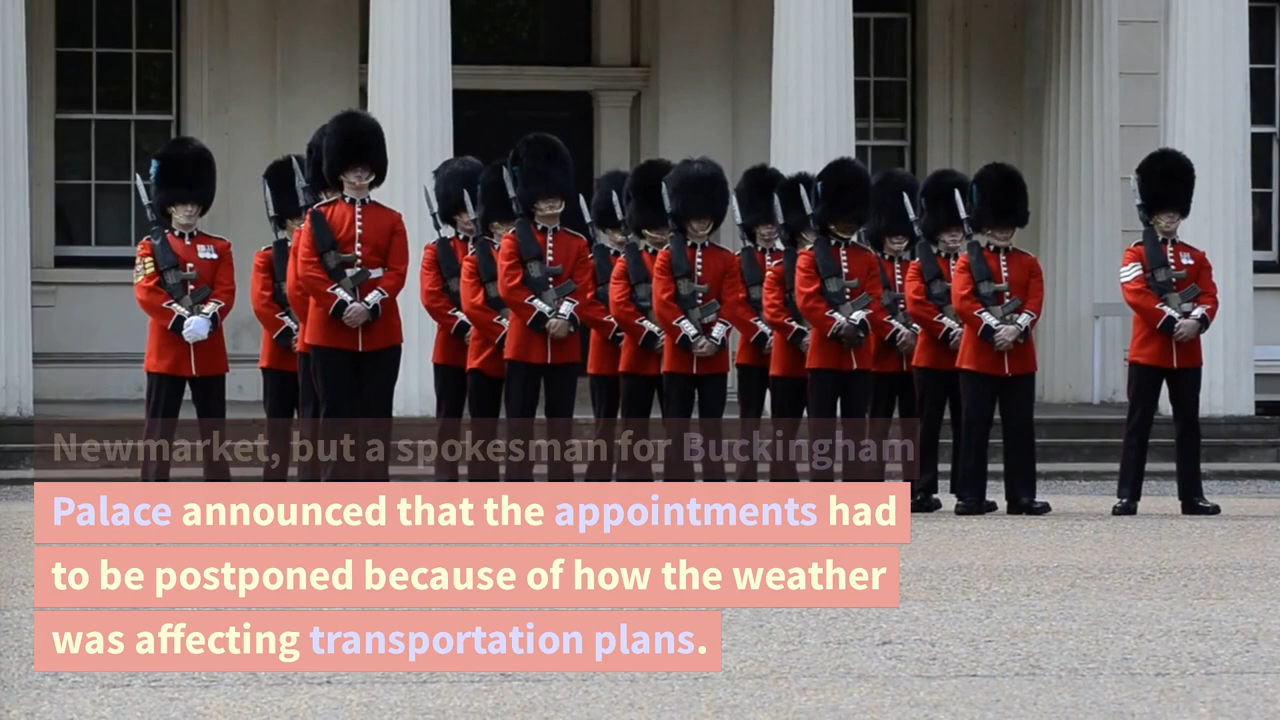 Newmarket, but a spokesman for Buckingham
Palace announced that the appointments had
to be postponed because of how the weather
was affecting transportation plans.